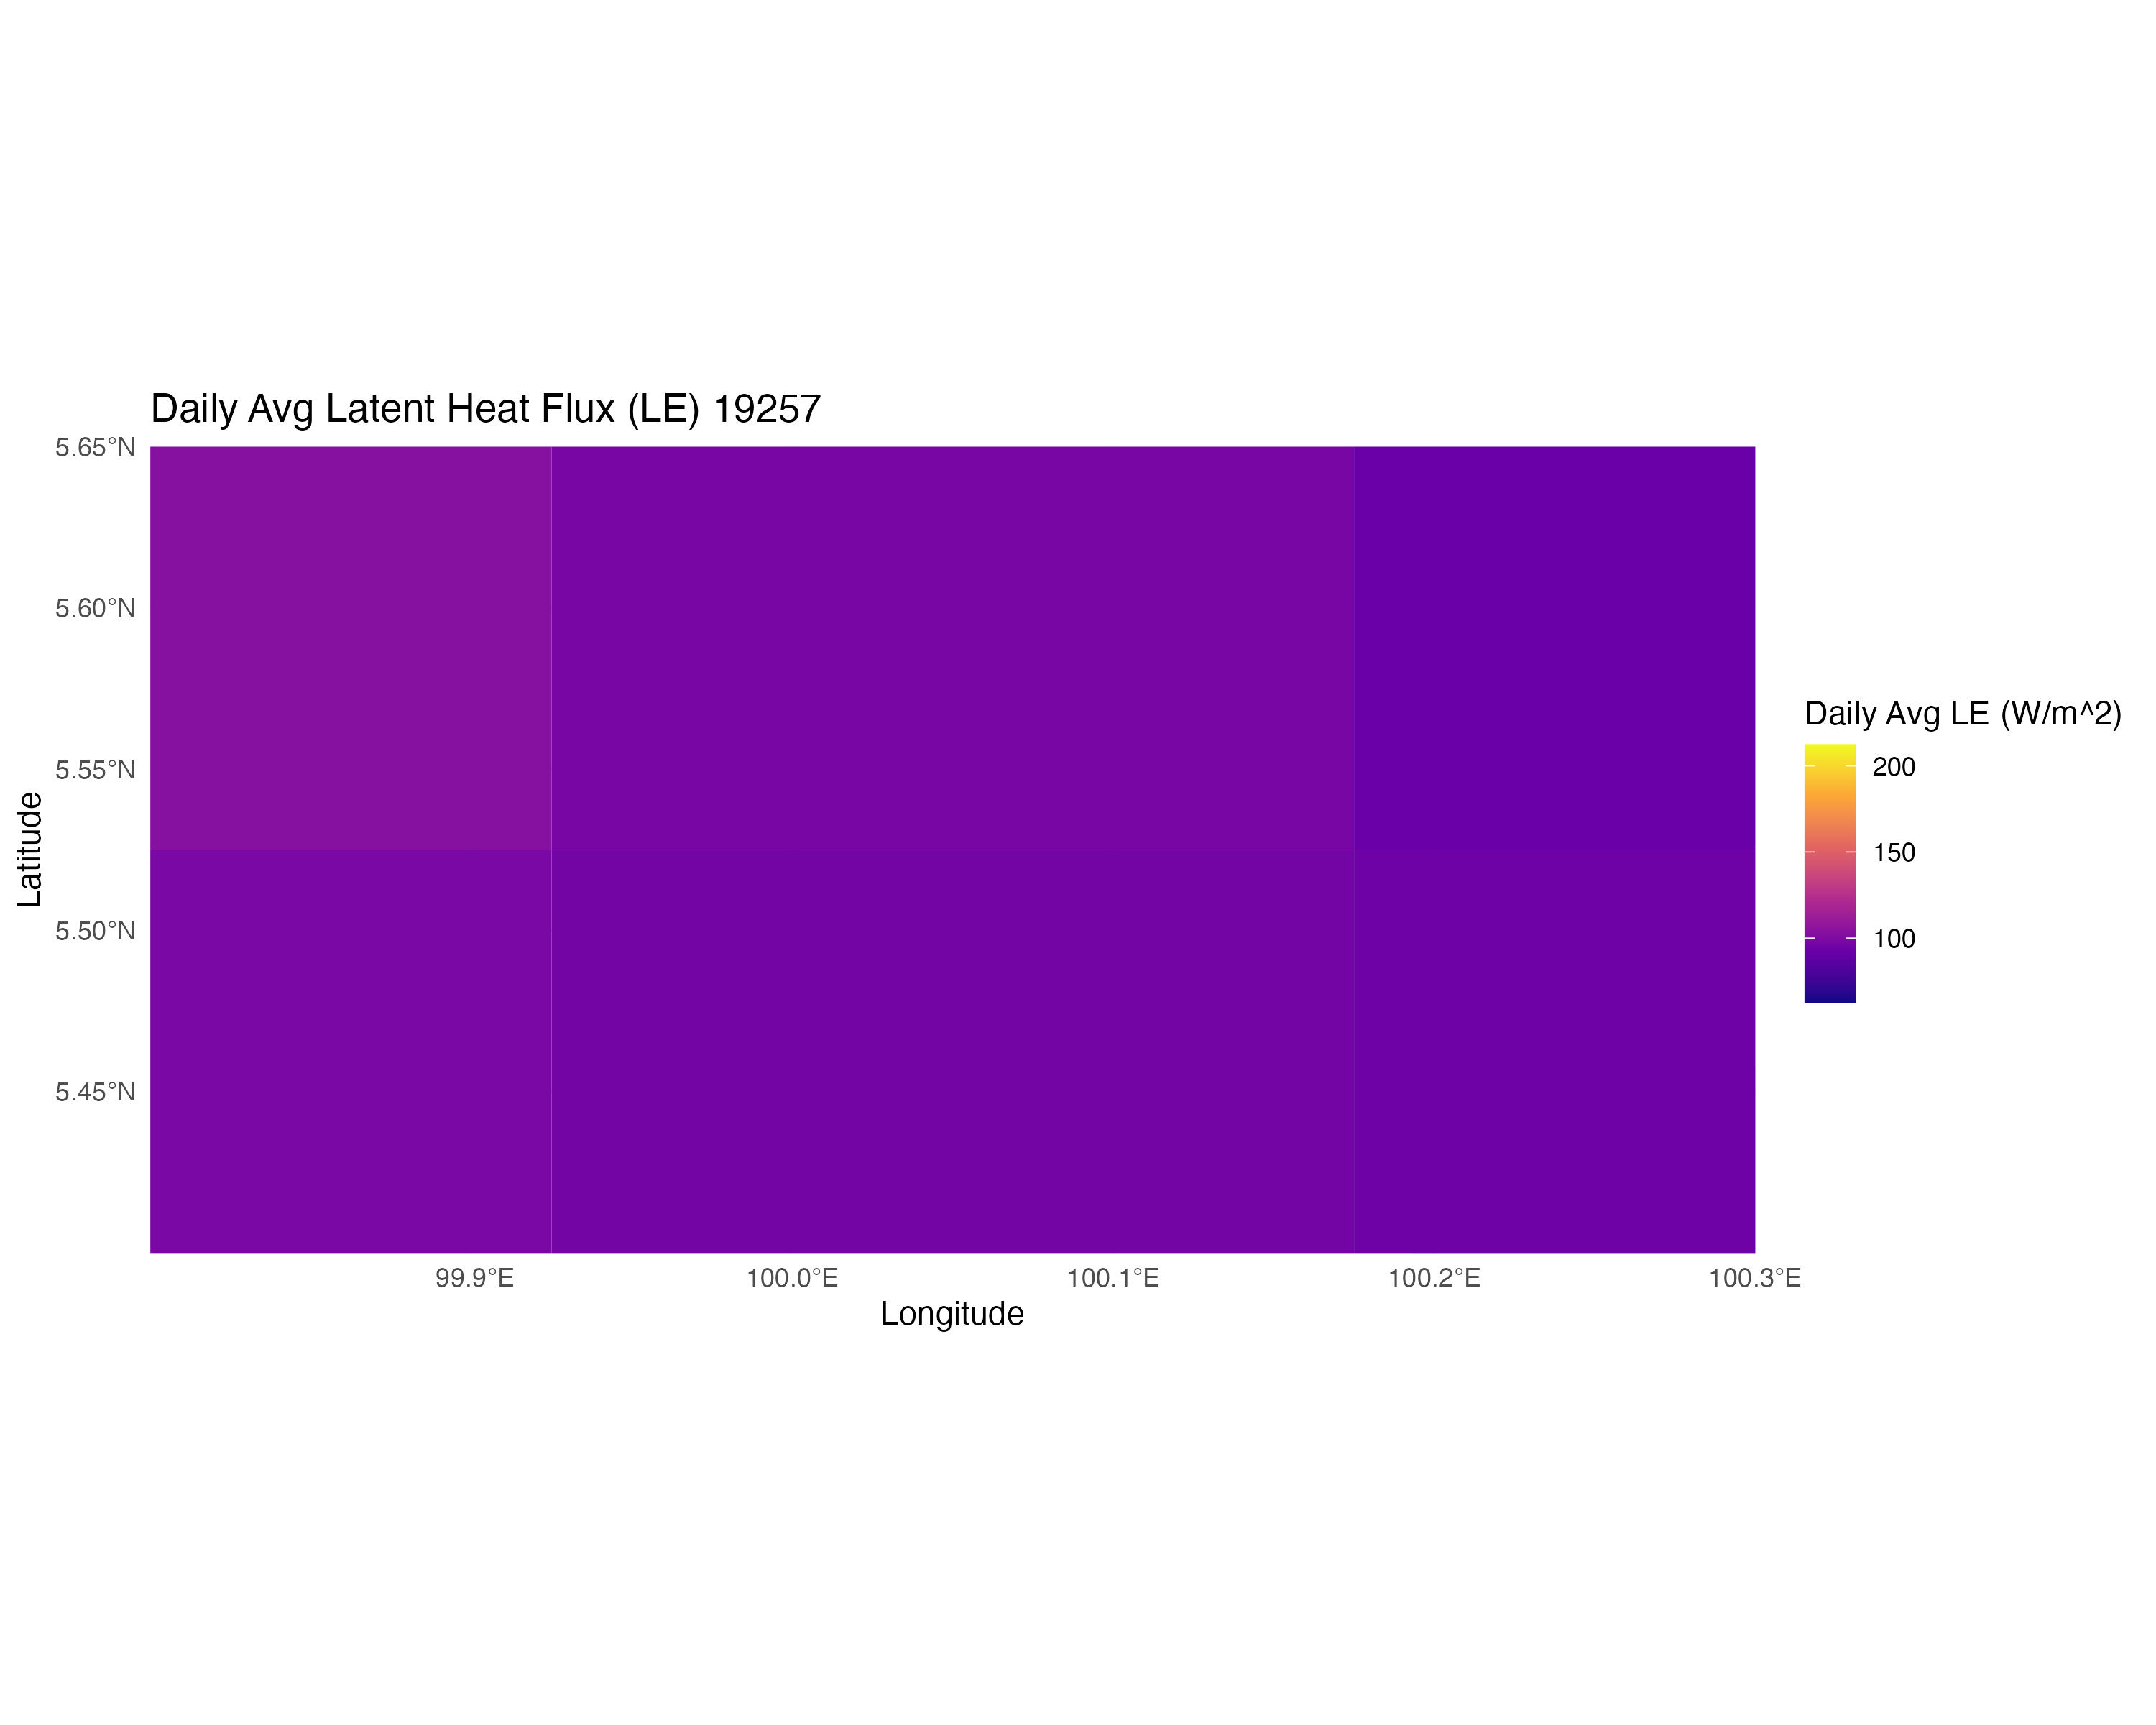 Daily Avg Latent Heat Flux (LE) 19257
5.65°N
5.60°N
5.55°N
5.50°N
5.45°N
Latitude
99.9°E
100.0°E
100.1°E
100.2°E
100.3°E
Longitude
Daily Avg LE (W/m^2)
200
150
100